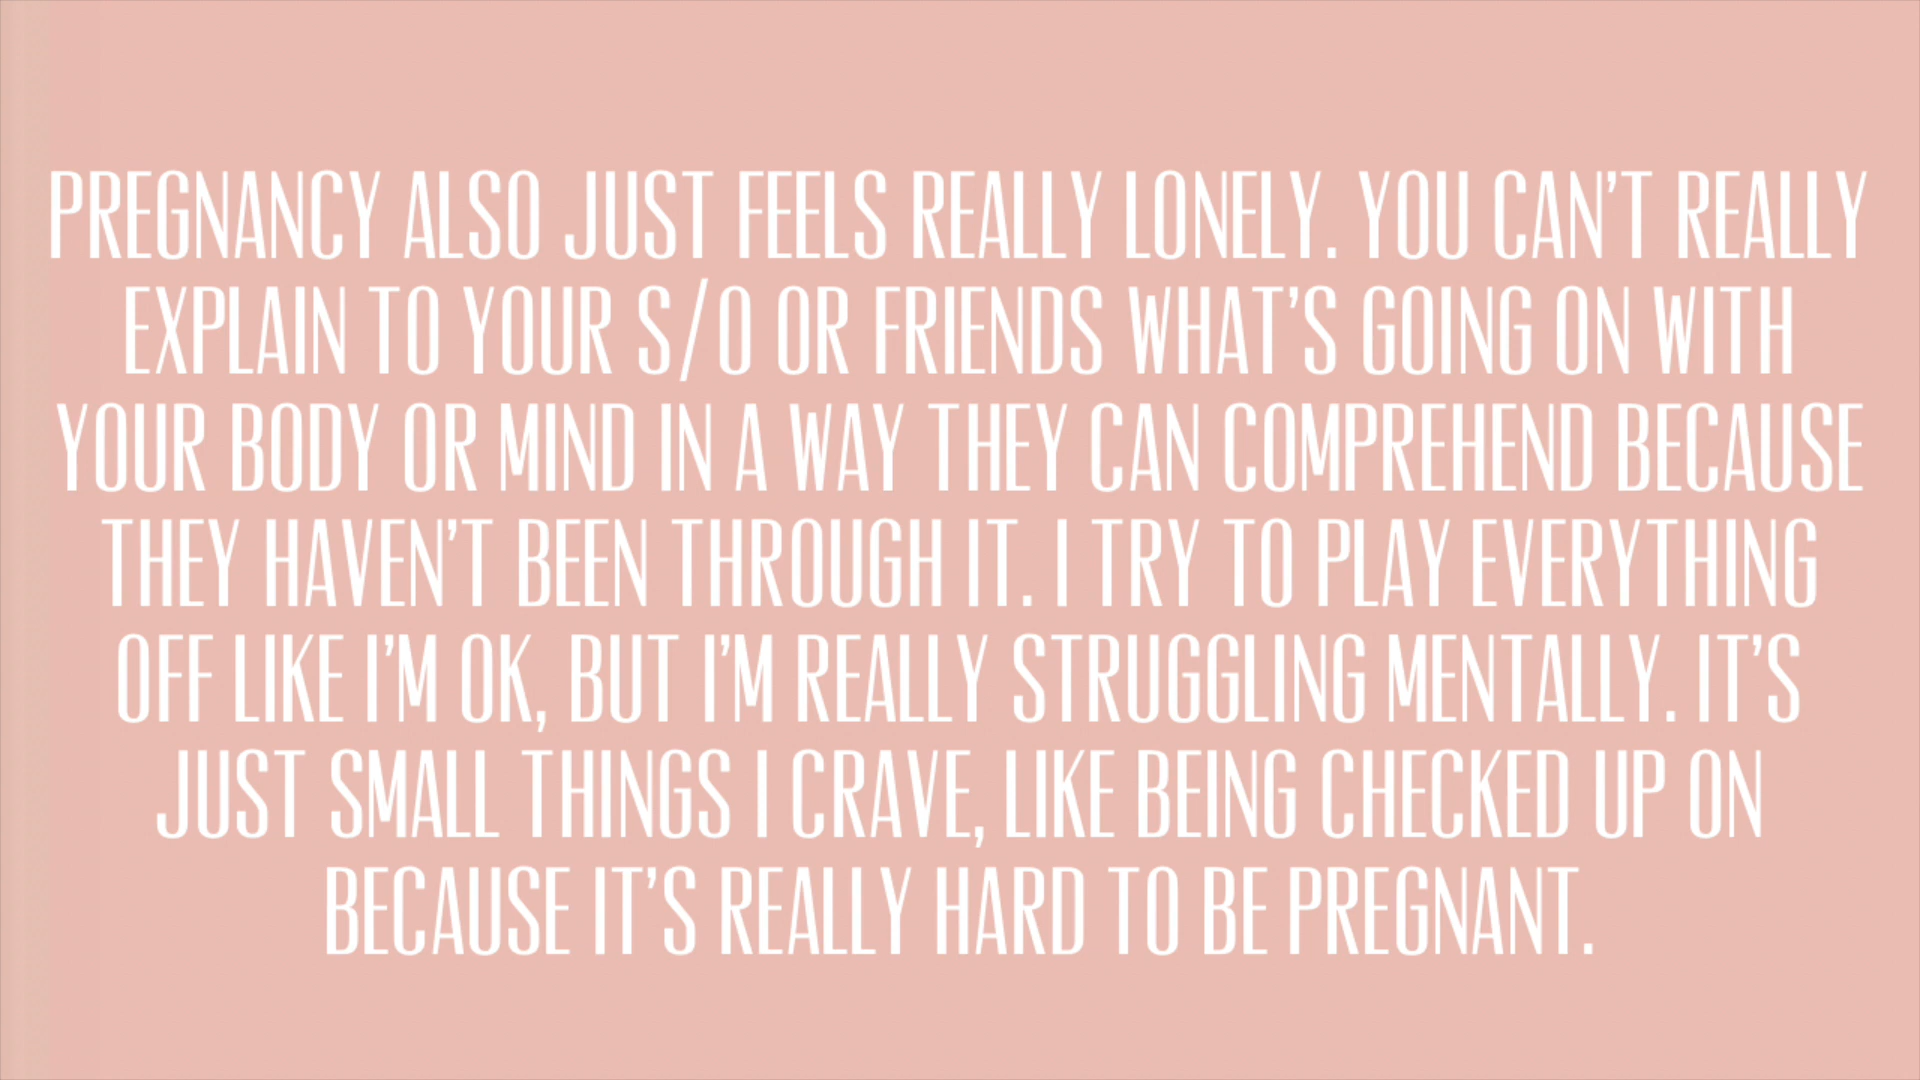 PREGNANCY ALSO JUST FEELS REALLY LONELY. YOU CAN'T REALLY
EXPLAIN TO YOUR S/O OR FRIENDS WHAT'S GOING ON WITH
YOUR BODY OR MIND IN A WAY THEY CAN COMPREHEND BECAUSE
THEY HAVEN'T BEEN THROUGH IT. I TRY TO PLAY EVERYTHING
OFF LIKE I'M OK, BUT I'M REALLY STRUGGLING MENTALLY. IT'S
JUST SMALL THINGS I CRAVE, LIKE BEING CHECKED UP ON
BECAUSE IT'S REALLY HARD TO BE PREGNANT.